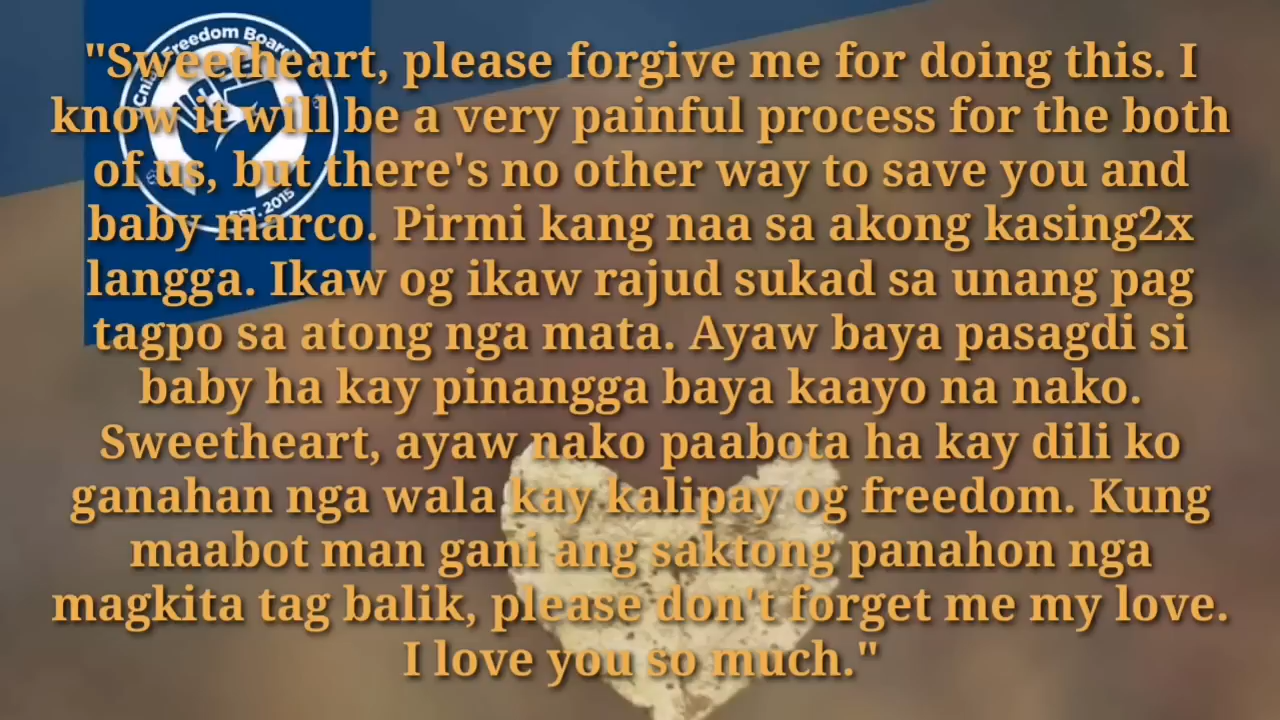 Freedom Board
EST. 2015
"Sweetheart, please forgive me for doing this. I
know it will be a very painful process for the both
of us, but there's no other way to save you and
baby marco. Pirmi kang naa sa akong kasing2x
langga. Ikaw og ikaw rajud sukad sa unang pag
tagpo sa atong nga mata. Ayaw baya pasagdi si
baby ha kay pinangga baya kaayo na nako.
Sweetheart, ayaw nako paabota ha kay dili ko
ganahan nga wala kay kalipay og freedom. Kung
maabot man gani ang saktong panahon nga
magkita tag balik, please don't forget me my love.
I love you so much."